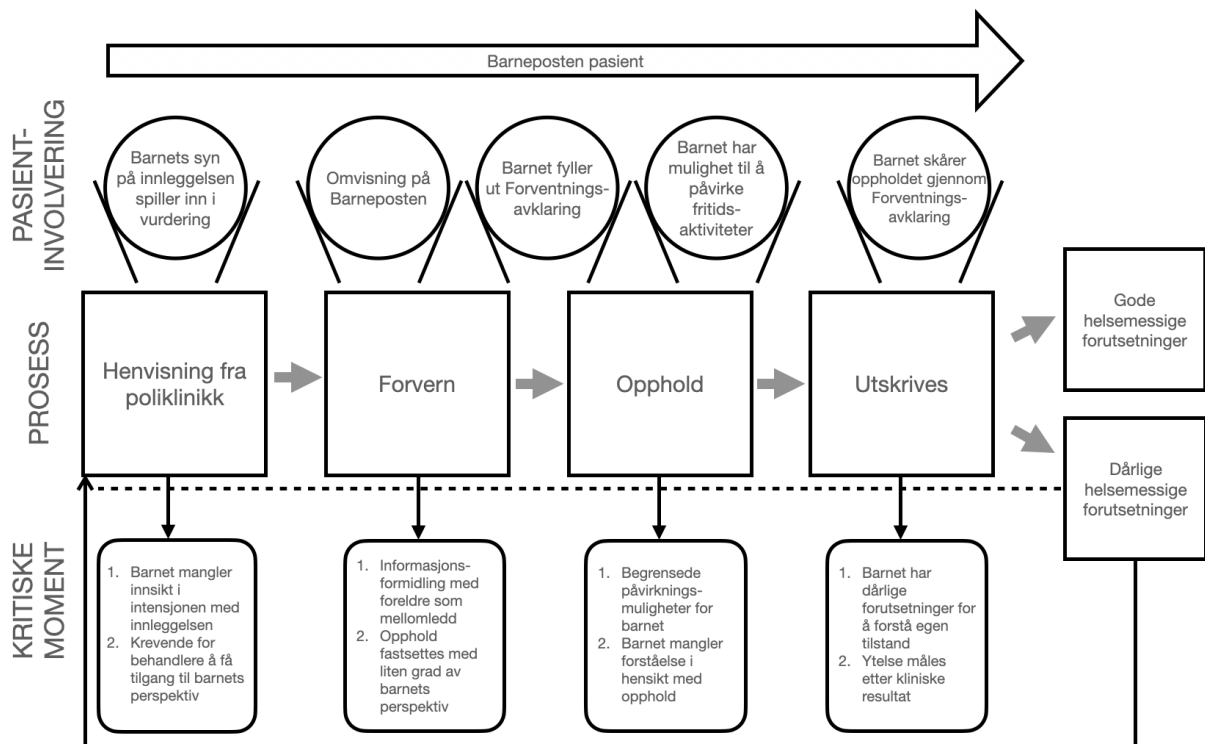 Barneposten pasient
PASIENT-
INVOLVERING
Barnets syn
på innleggelsen
spiller inn i
vurdering
Omvisning på
Barneposten
Barnet fyller
ut Forventnings-
avklaring
Barnet har
mulighet til å
påvirke
fritids-
aktiviteter
Barnet skårer
oppholdet gjennom
Forventnings-
avklaring
PROSESS
Henvisning fra
poliklinikk
Forvern
Opphold
Utskrives
Gode
helsemessige
forutsetninger
Dårlige
helsemessige
forutsetninger
KRITISKE
MOMENT
1. Barnet mangler
innsikt i
intensjonen med
innleggelsen
2. Krevende for
behandlere å få
tilgang til barnets
perspektiv
1. Informasjons-
formidling med
foreldre som
mellomledd
2. Opphold
fastsettes med
liten grad av
barnets
perspektiv
1. Begrensede
påvirknings-
muligheter for
barnet
2. Barnet mangler
forståelse i
hensikt med
opphold
1. Barnet har
dårlige
forutsetninger for
å forstå egen
tilstand
2. Ytelse måles
etter kliniske
resultat